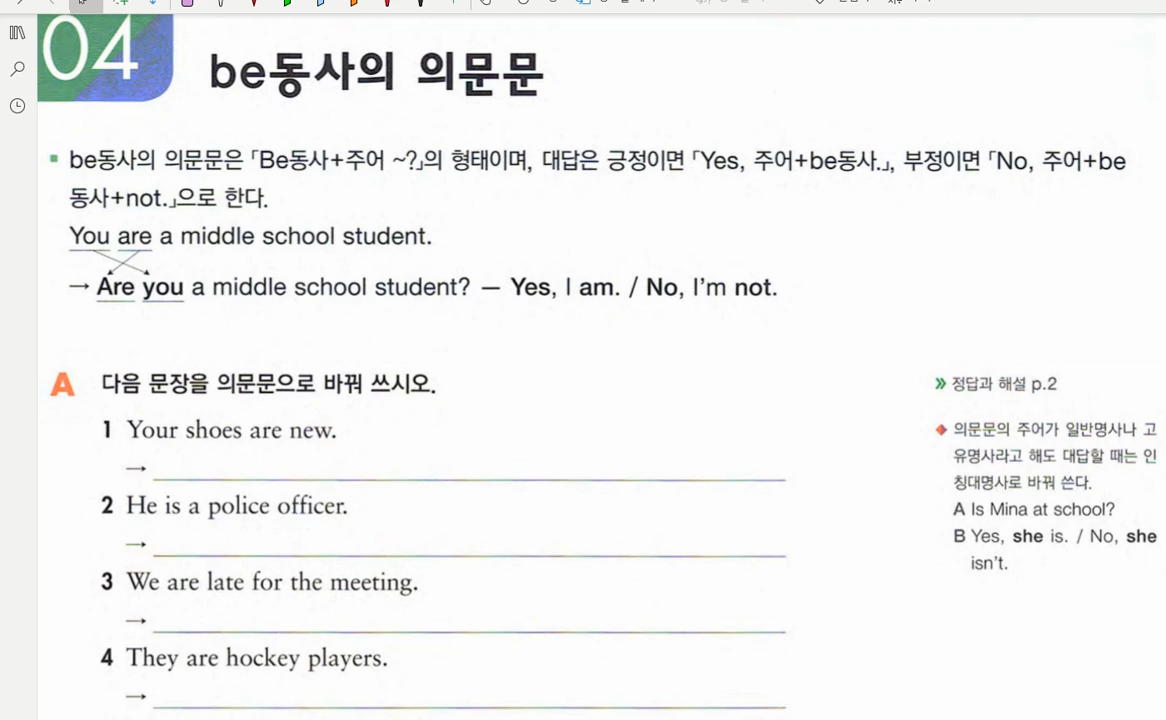 04
be동사의 의문문
be동사의 의문문은 「Be동사+주어 ~?」의 형태이며, 대답은 긍정이면 「Yes, 주어+be동사.」, 부정이면 「No, 주어+be
동사+not.」으로 한다.
You are a middle school student.
→ Are you a middle school student? — Yes, I am. / No, I'm not.
A 다음 문장을 의문문으로 바꿔 쓰시오.
1 Your shoes are new.
→
2 He is a police officer.
→
3 We are late for the meeting.
→
4 They are hockey players.
→
» 정답과 해설 p.2
의문문의 주어가 일반명사나 고
유명사라고 해도 대답할 때는 인
칭대명사로 바꿔 쓴다.
A Is Mina at school?
B Yes, she is. / No, she
isn't.